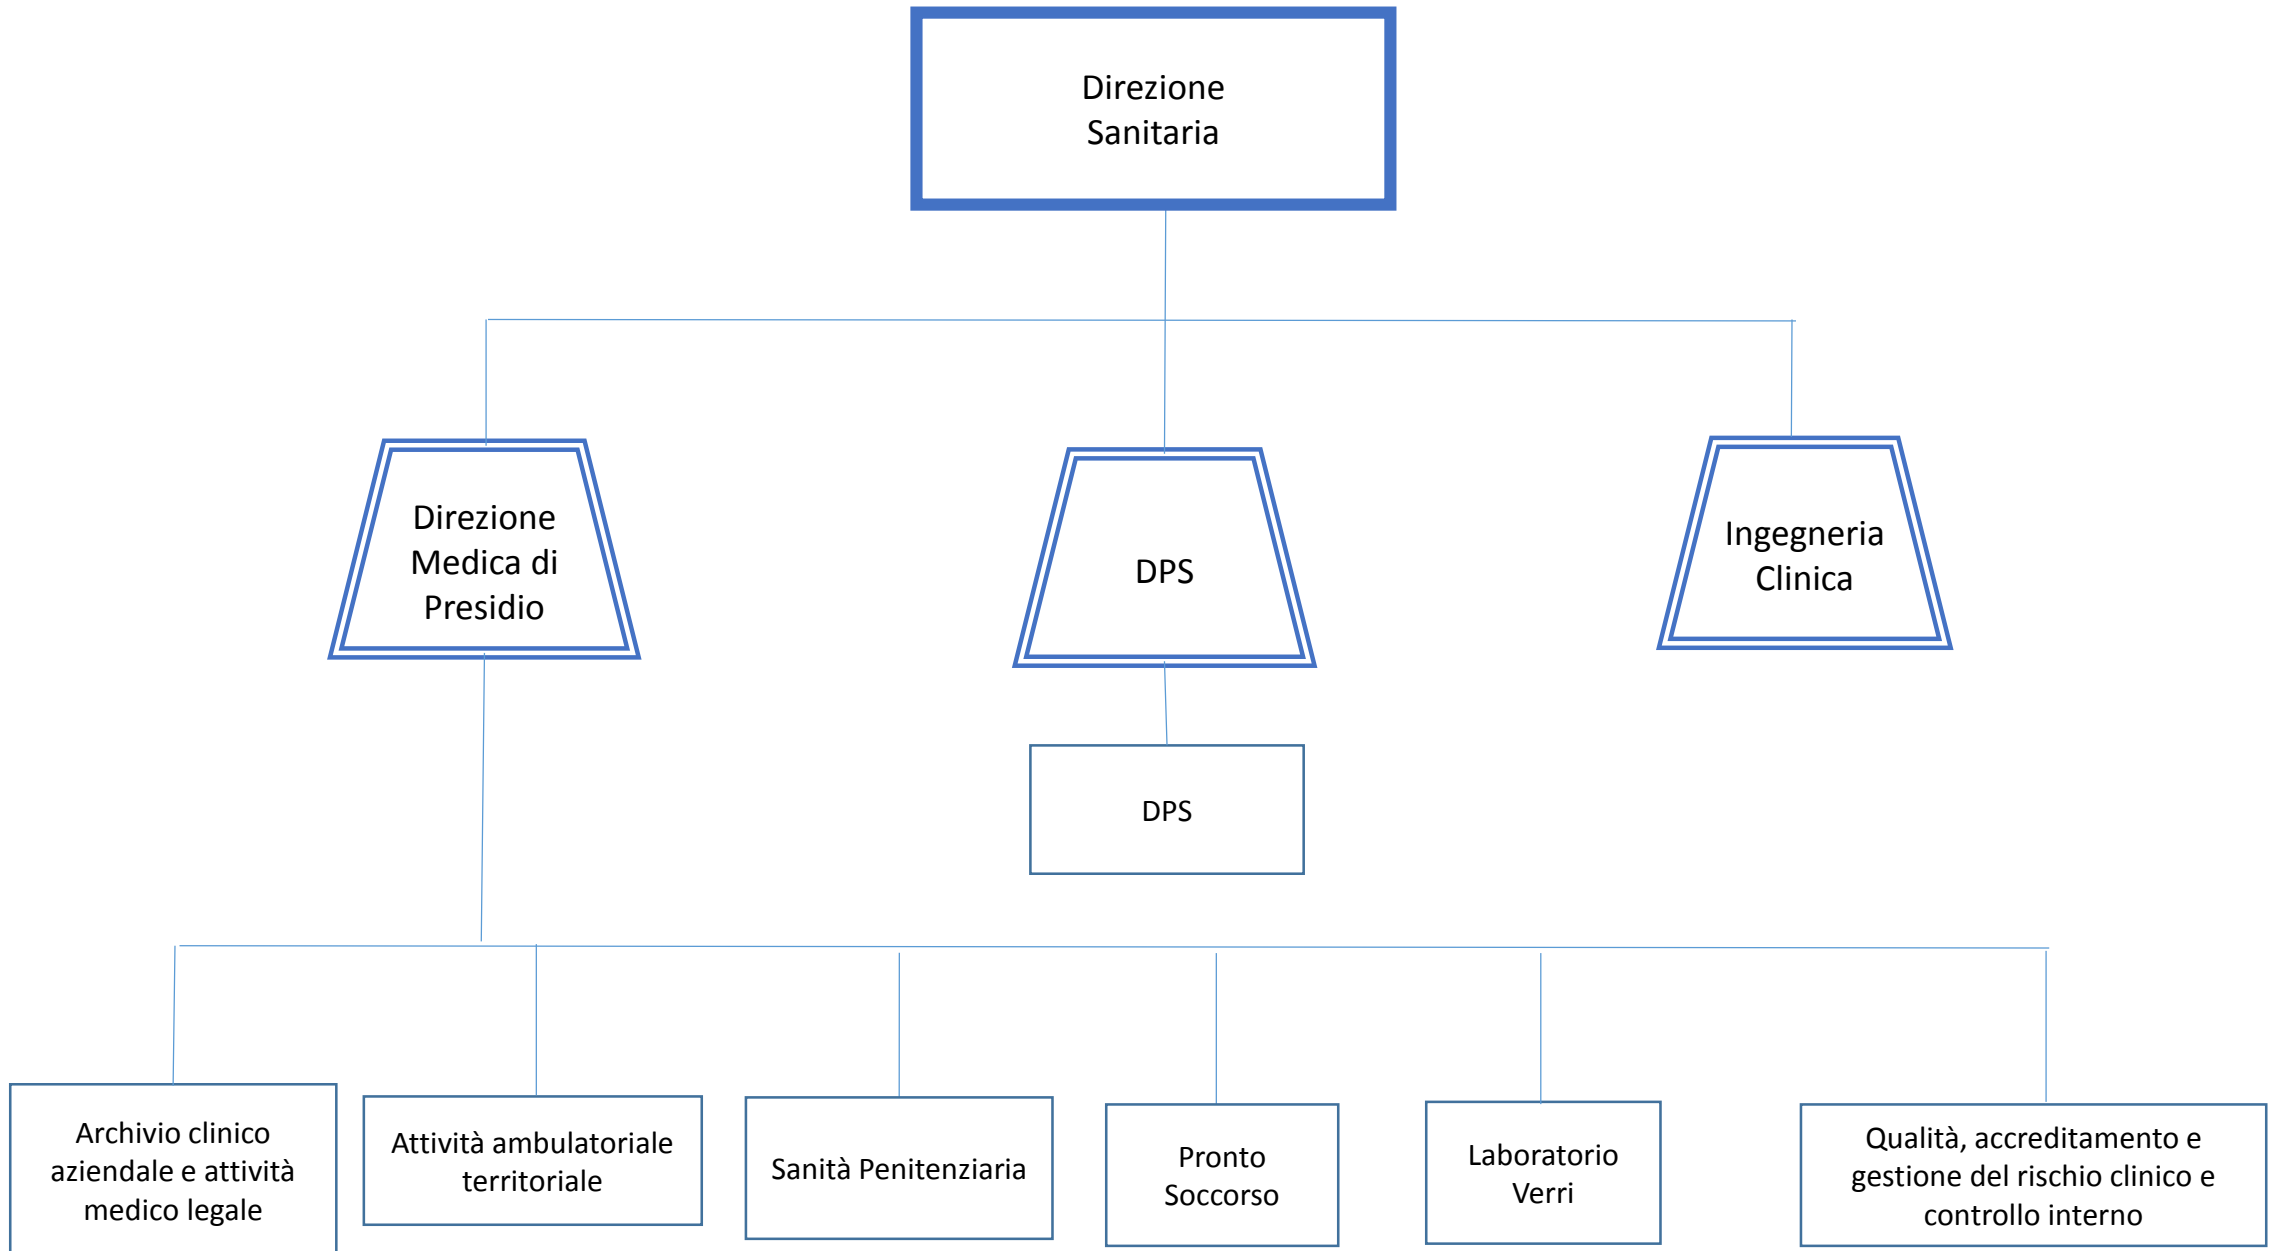 Direzione
Sanitaria
Direzione
Medica di
Presidio
DPS
Ingegneria
Clinica
DPS
Archivio clinico
aziendale e attività
medico legale
Attività ambulatoriale
territoriale
Sanità Penitenziaria
Pronto
Soccorso
Laboratorio
Verri
Qualità, accreditamento e
gestione del rischio clinico e
controllo interno